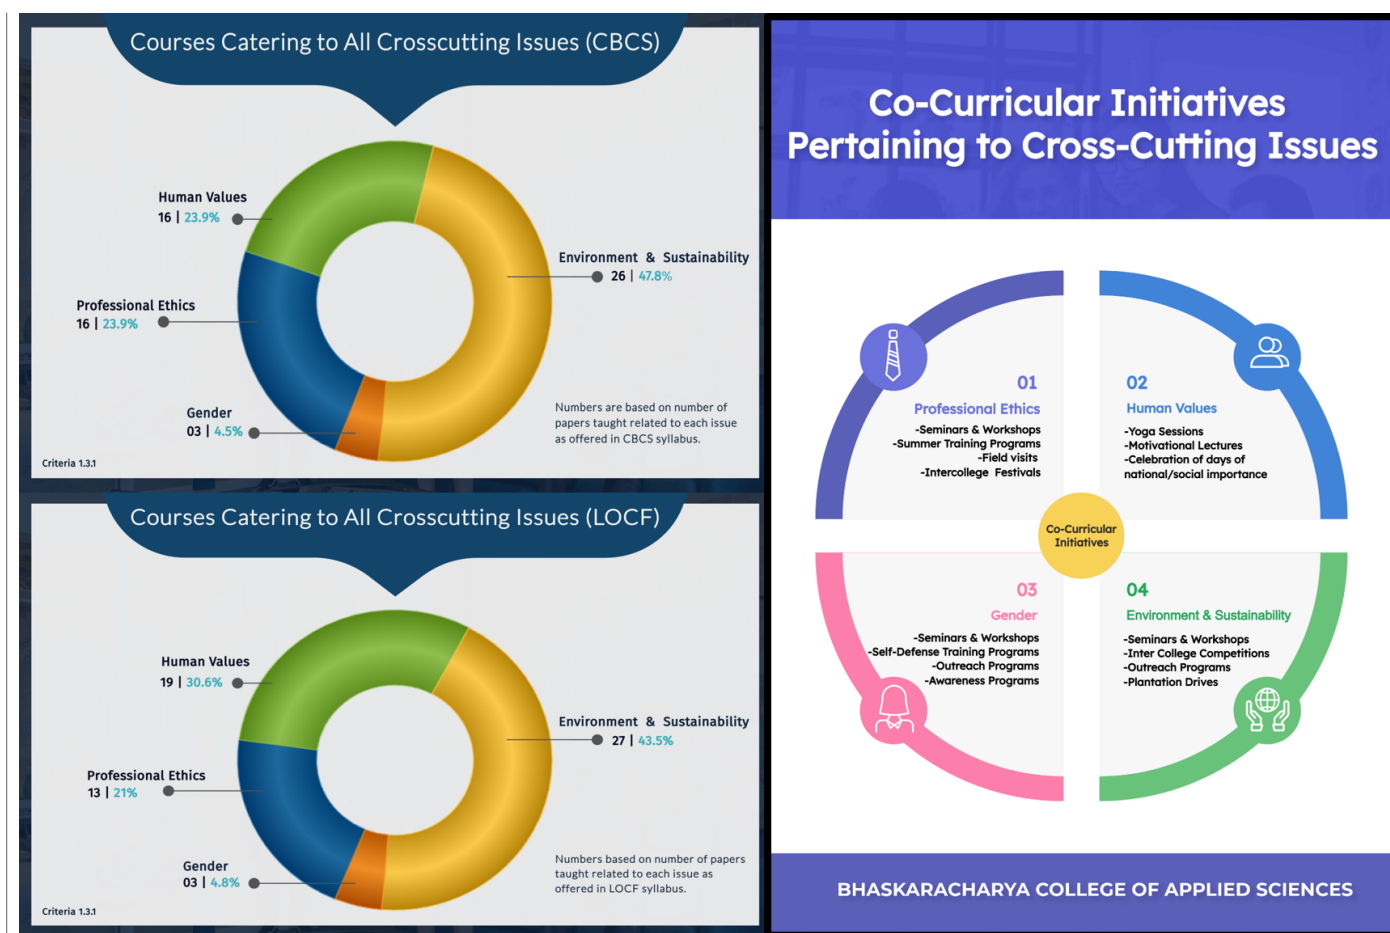 Courses Catering to All Crosscutting Issues (CBCS)
Human Values
16 | 23.9%
Environment & Sustainability
26 | 47.8%
Professional Ethics
16 | 23.9%
Gender
03 | 4.5%
Numbers are based on number of
papers taught related to each issue
as offered in CBCS syllabus.
Criteria 1.3.1
Courses Catering to All Crosscutting Issues (LOCF)
Human Values
19 | 30.6%
Environment & Sustainability
27 | 43.5%
Professional Ethics
13 | 21%
Gender
03 | 4.8%
Numbers based on number of papers
taught related to each issue as
offered in LOCF syllabus.
Criteria 1.3.1
Co-Curricular Initiatives
Pertaining to Cross-Cutting Issues
01
Professional Ethics
-Seminars & Workshops
-Summer Training Programs
-Field visits
-Intercollege Festivals
02
Human Values
-Yoga Sessions
-Motivational Lectures
-Celebration of days of
national/social importance
Co-Curricular
Initiatives
03
Gender
-Seminars & Workshops
-Self-Defense Training Programs
-Outreach Programs
-Awareness Programs
04
Environment & Sustainability
-Seminars & Workshops
-Inter College Competitions
-Outreach Programs
-Plantation Drives
BHASKARACHARYA COLLEGE OF APPLIED SCIENCES